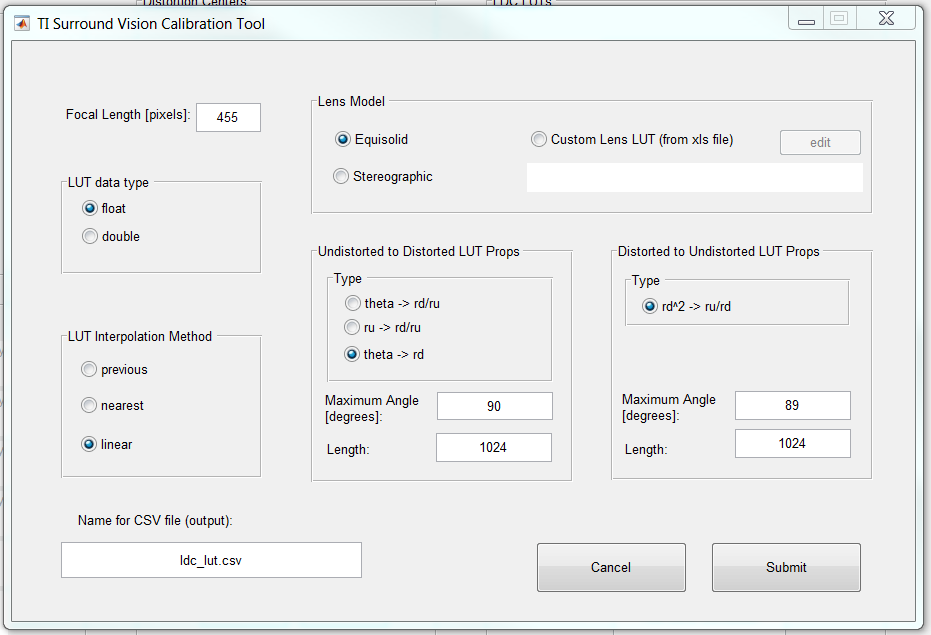 Distortion Centers
LDC LUTs
TI Surround Vision Calibration Tool
Focal Length [pixels]:
455
LUT data type
float
double
LUT Interpolation Method
previous
nearest
linear
Name for CSV file (output):
ldc_lut.csv
Lens Model
Equisolid
Custom Lens LUT (from xls file)
edit
Stereographic
Undistorted to Distorted LUT Props
Type
theta -> rd/ru
ru -> rd/ru
theta -> rd
Maximum Angle
[degrees]:
90
Length:
1024
Distorted to Undistorted LUT Props
Type
rd^2 -> ru/rd
Maximum Angle
[degrees]:
89
Length:
1024
Cancel
Submit